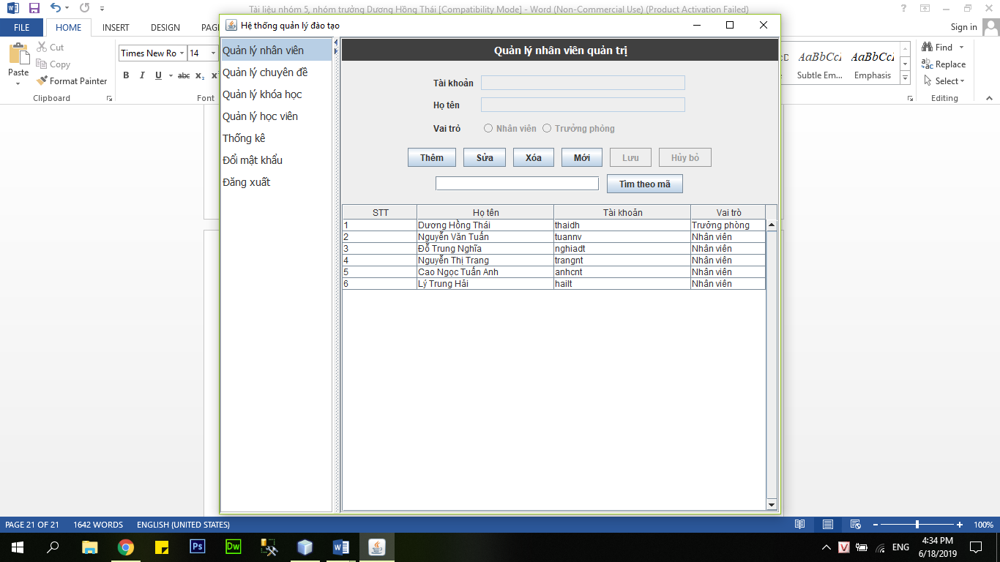 Tài liệu nhóm 5, nhóm trưởng Dương Hồng Thái [Compatibility Mode] - Word (Non-Commercial Use) (Product Activation Failed)
FILE HOME INSERT DESIGN Sign in
Cut
Copy
Format Painter
Paste
Clipboard
Times New Ro 14
B I U abc x₂
Font
AaBbCcI AaBbCcI
Subtle Em... Emphasis
Find
Replace
Select
Editing
Hệ thống quản lý đào tạo
Quản lý nhân viên
Quản lý chuyên đề
Quản lý khóa học
Quản lý học viên
Thống kê
Đổi mật khẩu
Đăng xuất
Quản lý nhân viên quản trị
Tài khoản
Họ tên
Vai trò Nhân viên Trưởng phòng
Thêm Sửa Xóa Mới Lưu Hủy bỏ
Tìm theo mã
STT Họ tên Tài khoản Vai trò
1 Dương Hồng Thái thaidh Trưởng phòng
2 Nguyễn Văn Tuấn tuannv Nhân viên
3 Đỗ Trung Nghĩa nghiadt Nhân viên
4 Nguyễn Thị Trang trangnt Nhân viên
5 Cao Ngọc Tuấn Anh anhcnt Nhân viên
6 Lý Trung Hải hailt Nhân viên
PAGE 21 OF 21 1642 WORDS ENGLISH (UNITED STATES) 100%
Ps Dw V ENG
4:34 PM
6/18/2019